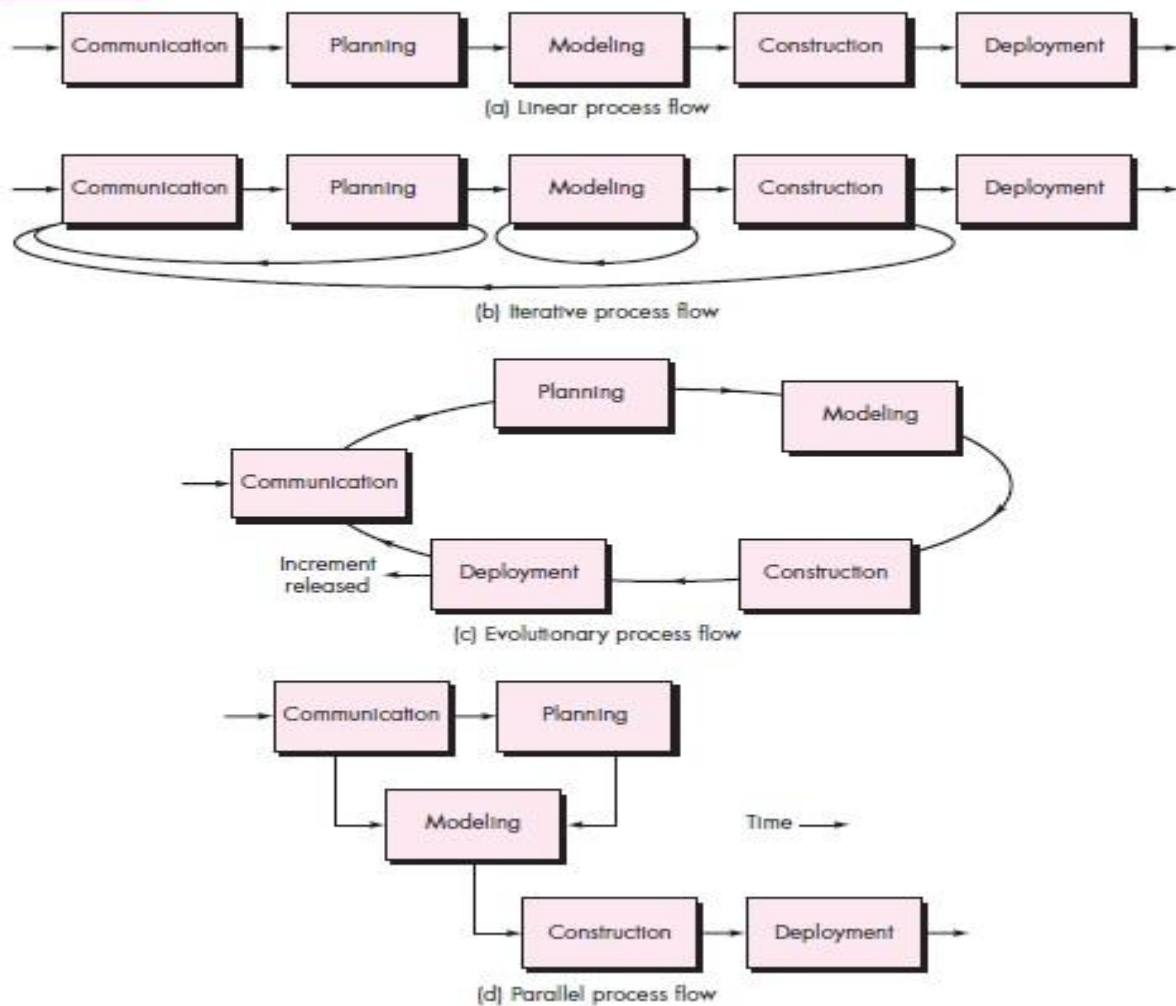 Communication
Planning
Modeling
Construction
Deployment
(a) Linear process flow
Communication
Planning
Modeling
Construction
Deployment
(b) Iterative process flow
Planning
Modeling
Communication
Increment
released
Deployment
Construction
(c) Evolutionary process flow
Communication
Planning
Modeling
Time
Construction
Deployment
(d) Parallel process flow